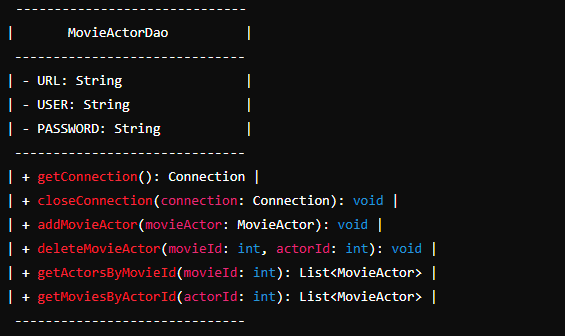 -----------------------------
|       MovieActorDao          |
 -----------------------------
| - URL: String                |
| - USER: String               |
| - PASSWORD: String           |
 -----------------------------
| + getConnection(): Connection |
| + closeConnection(connection: Connection): void |
| + addMovieActor(movieActor: MovieActor): void |
| + deleteMovieActor(movieId: int, actorId: int): void |
| + getActorsByMovieId(movieId: int): List<MovieActor> |
| + getMoviesByActorId(actorId: int): List<MovieActor> |
 -----------------------------